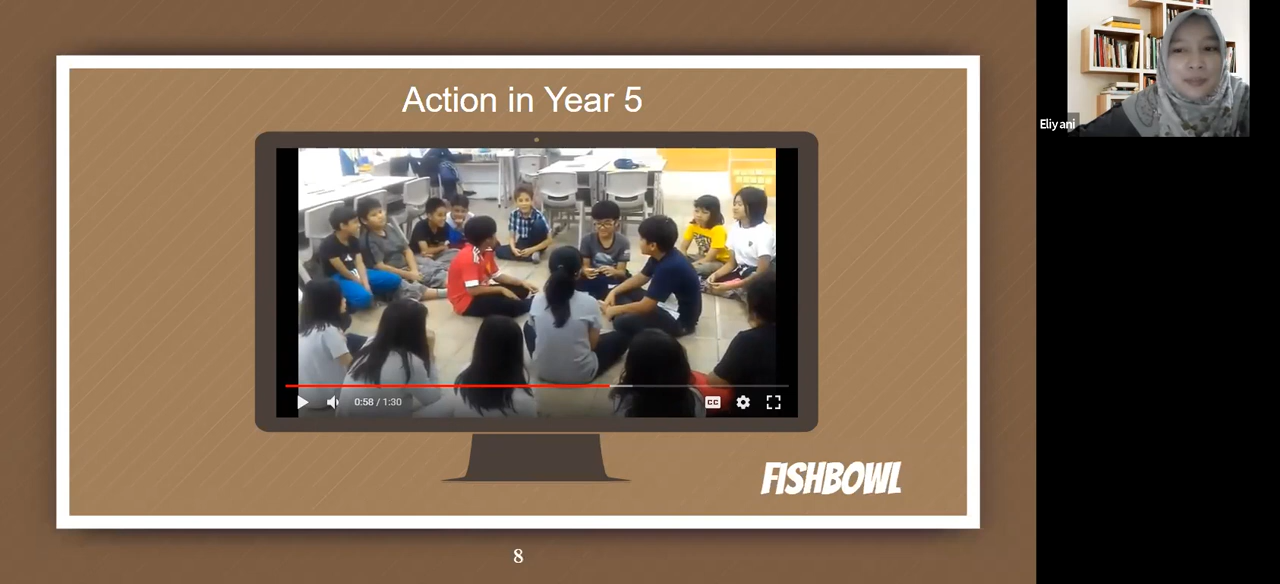 Action in Year 5
0:58 / 1:30
CC
FISHBOWL
8
Eliyani